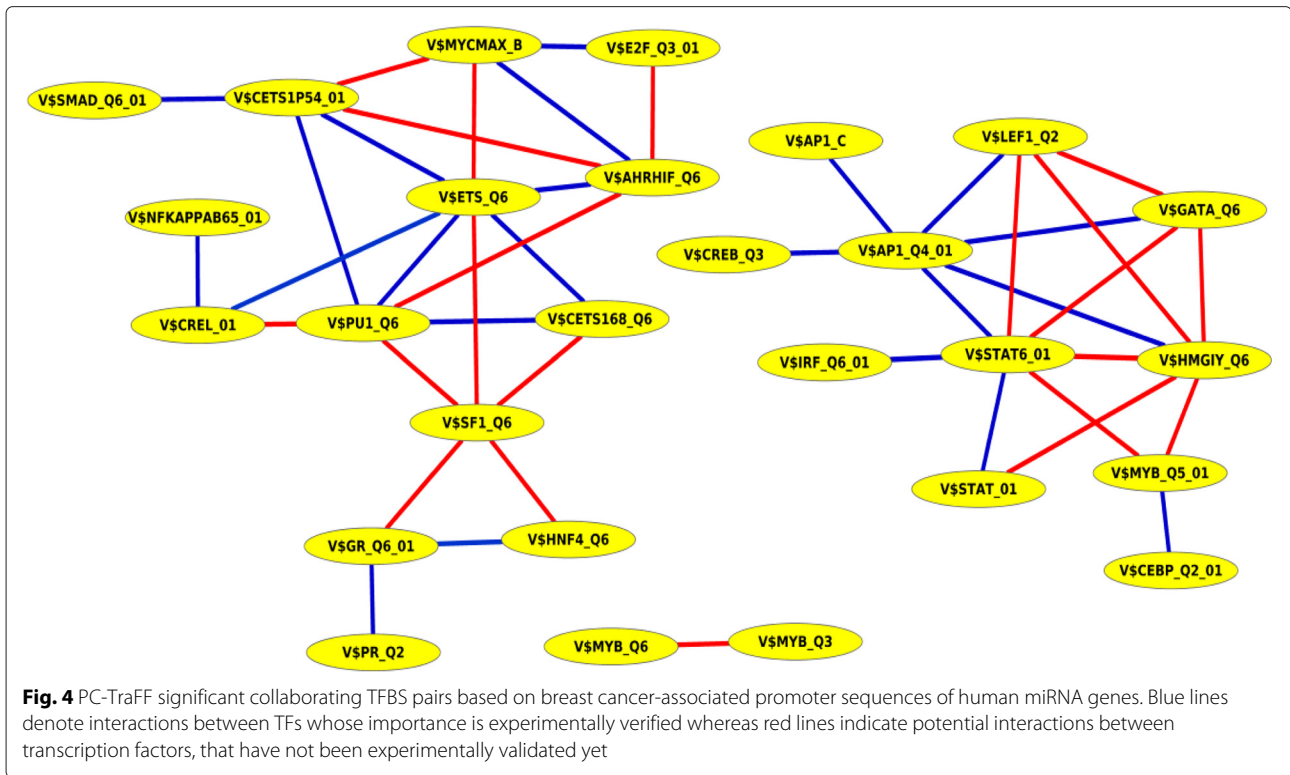 V$MYCMAX_B
V$E2F_Q3_01
V$SMAD_Q6_01
V$CETS1P54_01
V$AHRHIF_Q6
V$ETS_Q6
V$NFKAPPAB65_01
V$CREL_01
V$PU1_Q6
V$CETS168_Q6
V$SF1_Q6
V$GR_Q6_01
V$HNF4_Q6
V$PR_Q2
V$MYB_Q6
V$MYB_Q3
V$AP1_C
V$LEF1_Q2
V$GATA_Q6
V$CREB_Q3
V$AP1_Q4_01
V$IRF_Q6_01
V$STAT6_01
V$HMGIY_Q6
V$STAT_01
V$MYB_Q5_01
V$CEBP_Q2_01
Fig. 4 PC-TraFF significant collaborating TFBS pairs based on breast cancer-associated promoter sequences of human miRNA genes. Blue lines
denote interactions between TFs whose importance is experimentally verified whereas red lines indicate potential interactions between
transcription factors, that have not been experimentally validated yet